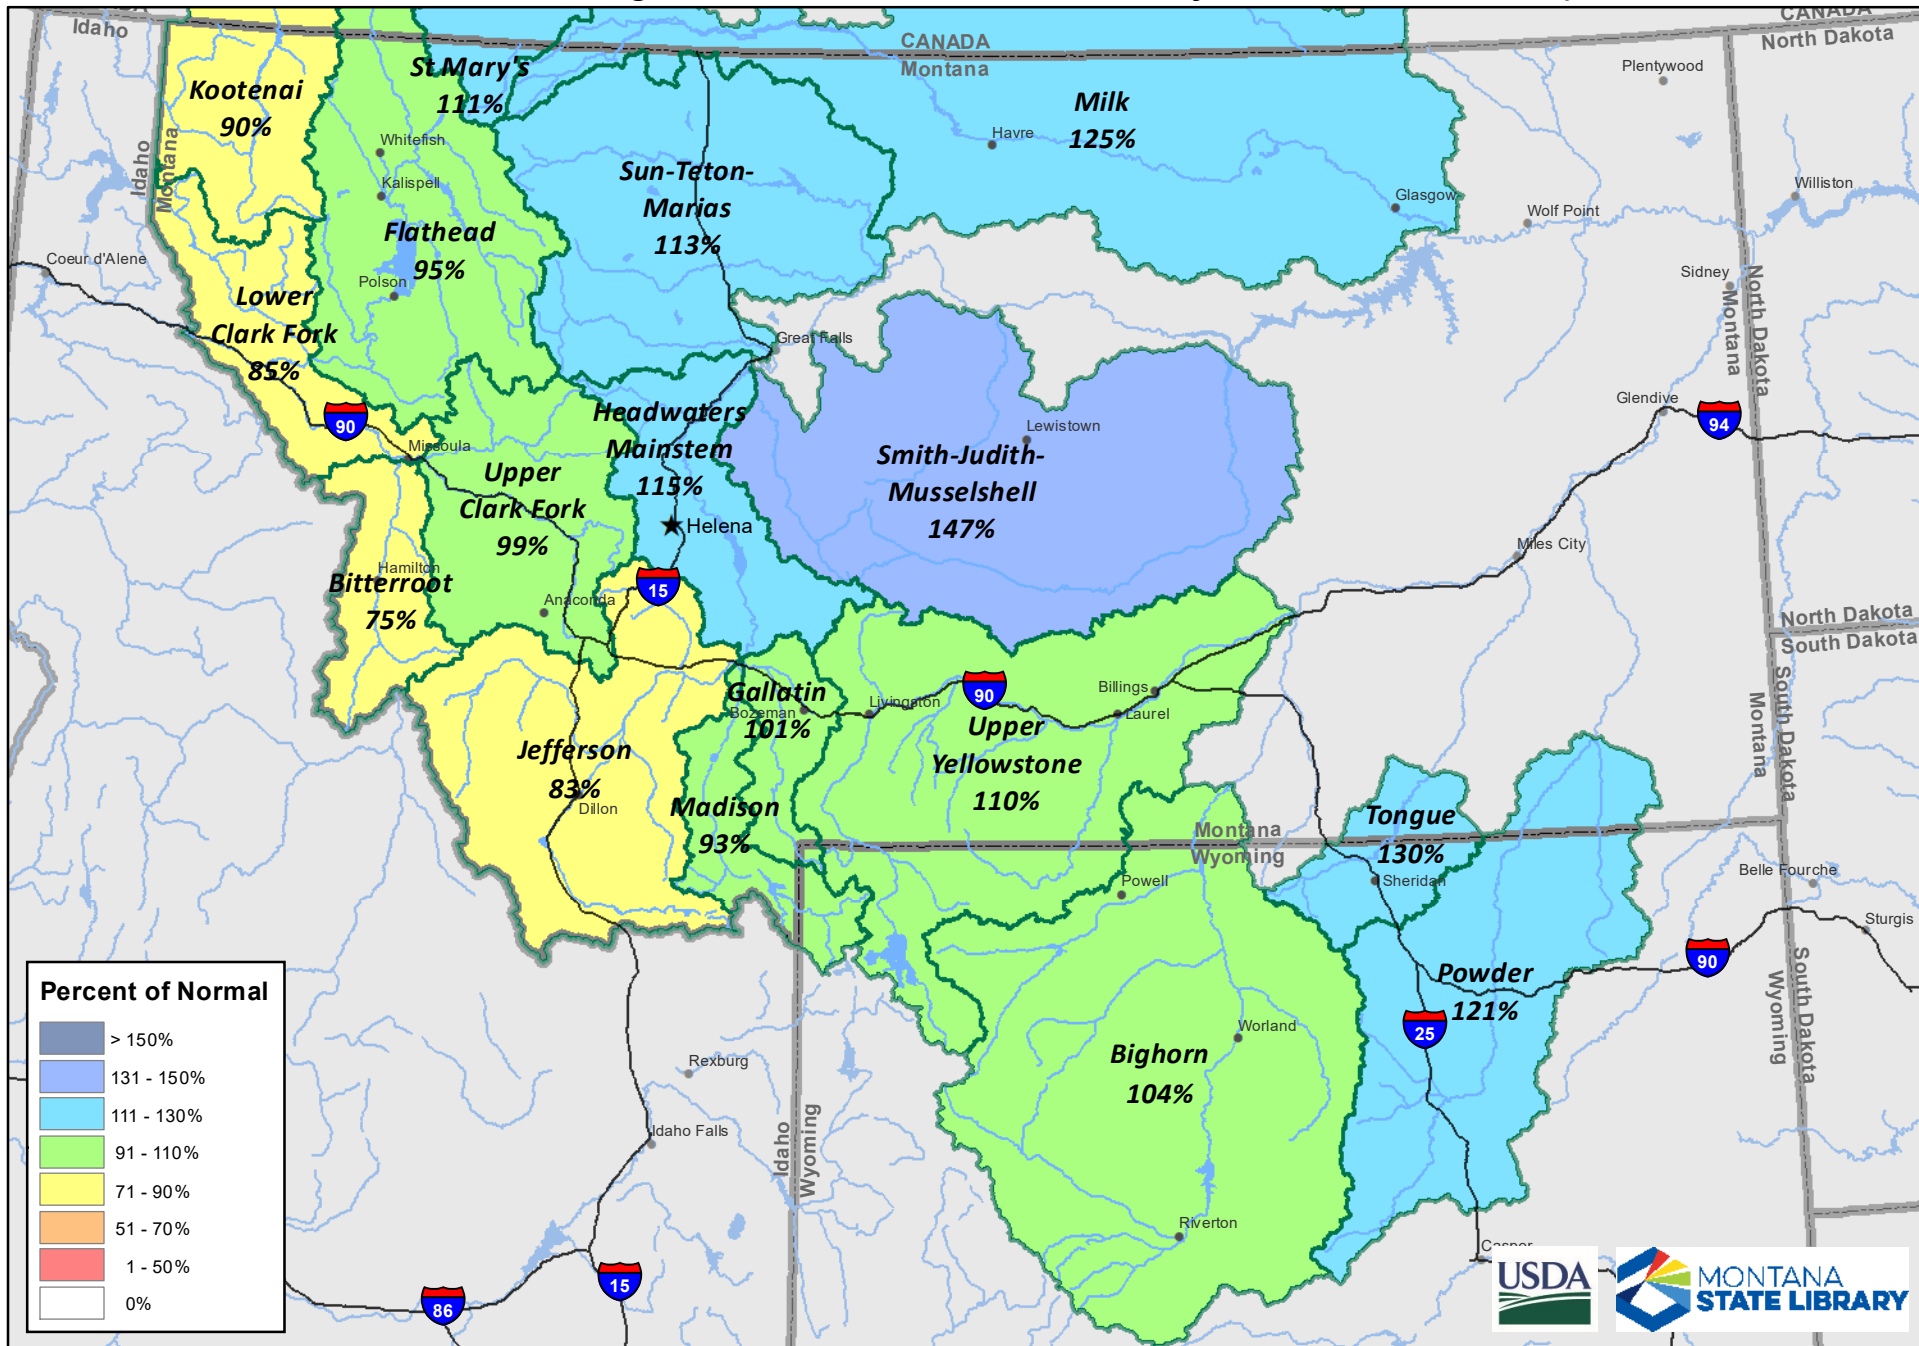 CANADA
Idaho
CANADA
Montana
CANADA
North Dakota
Kootenai
90%
St Mary's
111%
Milk
125%
Plentywood
Havre
Whitefish
Kalispell
Idaho
Montana
Sun-Teton-
Marias
113%
Glasgow
Wolf Point
Williston
Flathead
95%
Coeur d'Alene
Polson
Sidney
North Dakota
Montana
Lower
Clark Fork
85%
Great Falls
Glendive
94
90
Missoula
Headwaters
Mainstem
115%
Helena
Lewistown
Smith-Judith-
Musselshell
147%
Upper
Clark Fork
99%
Miles City
Hamilton
Bitterroot
75%
Anaconda
15
North Dakota
South Dakota
Gallatin
101%
Bozeman
Livingston
90
Billings
Laurel
South Dakota
Montana
Upper
Yellowstone
110%
Jefferson
83%
Dillon
Madison
93%
Montana
Wyoming
Tongue
130%
Sheridan
Powell
Belle Fourche
Sturgis
90
Powder
121%
25
South Dakota
Wyoming
Worland
Bighorn
104%
Rexburg
Idaho Falls
Idaho
Wyoming
Riverton
Casper
15
86
Percent of Normal
> 150%
131 - 150%
111 - 130%
91 - 110%
71 - 90%
51 - 70%
1 - 50%
0%
USDA
MONTANA
STATE LIBRARY